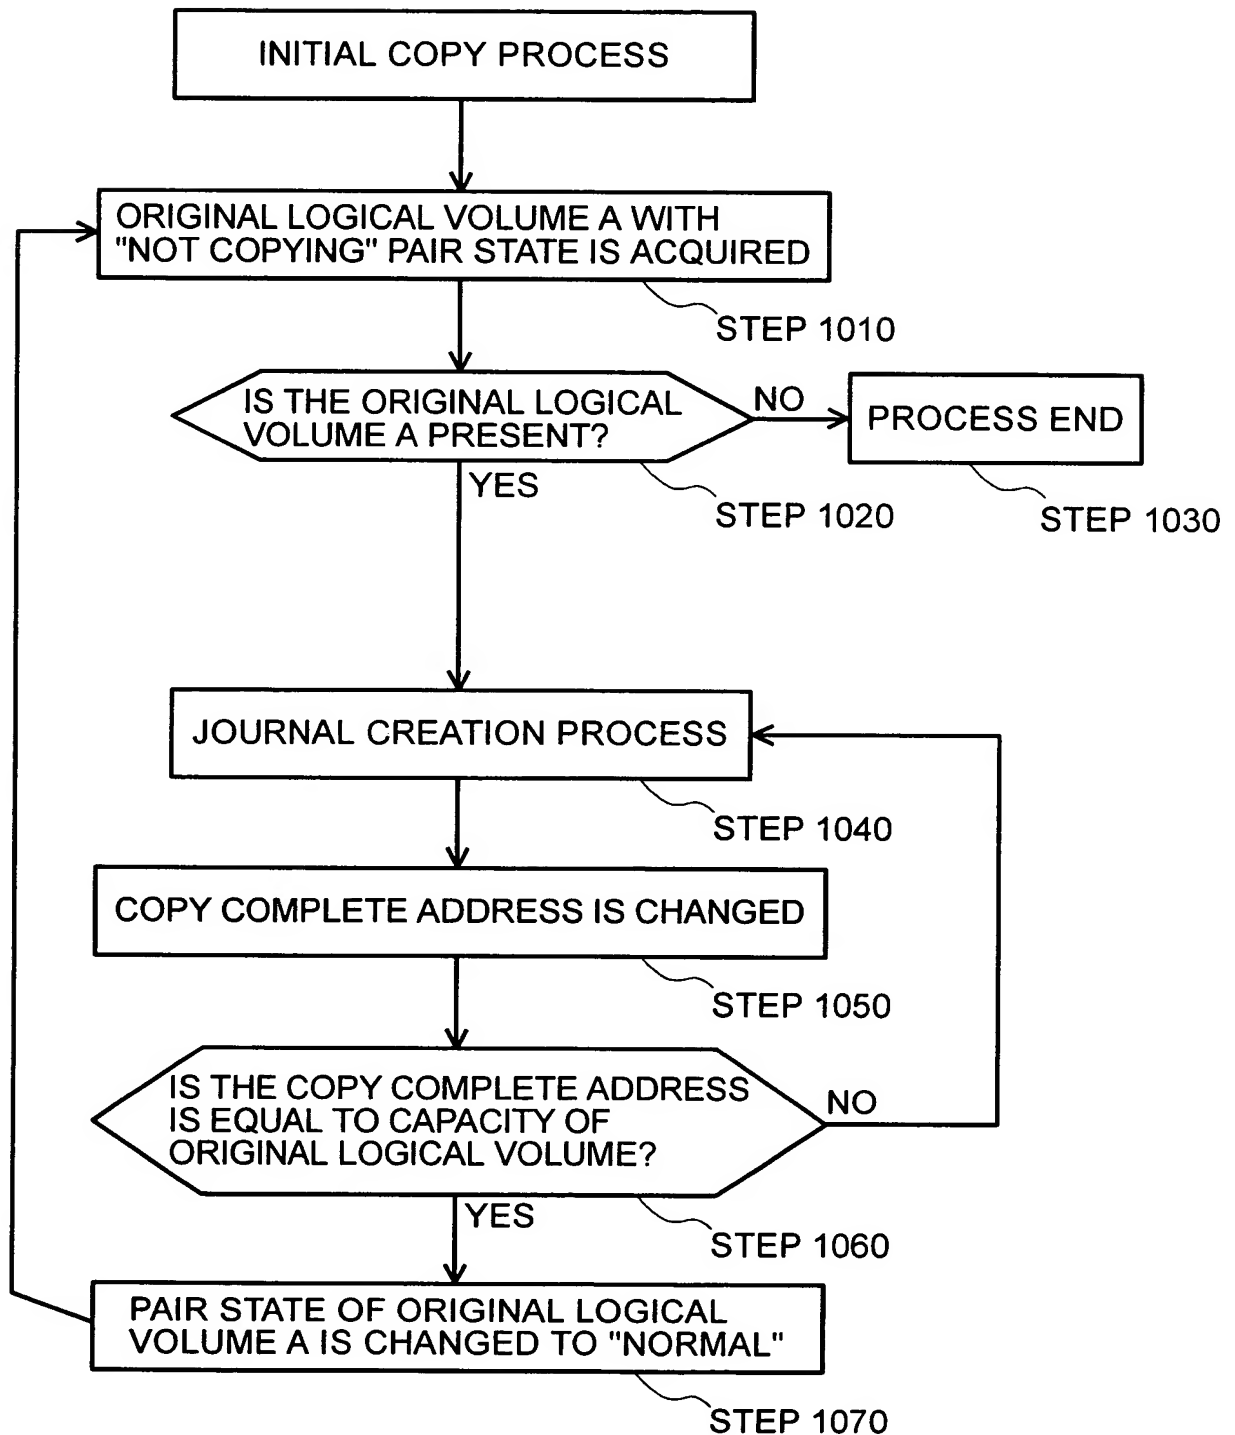 INITIAL COPY PROCESS
ORIGINAL LOGICAL VOLUME A WITH
"NOT COPYING" PAIR STATE IS ACQUIRED
STEP 1010
IS THE ORIGINAL LOGICAL
VOLUME A PRESENT?
NO
PROCESS END
YES
STEP 1020
STEP 1030
JOURNAL CREATION PROCESS
STEP 1040
COPY COMPLETE ADDRESS IS CHANGED
STEP 1050
IS THE COPY COMPLETE ADDRESS
IS EQUAL TO CAPACITY OF
ORIGINAL LOGICAL VOLUME?
NO
YES
STEP 1060
PAIR STATE OF ORIGINAL LOGICAL
VOLUME A IS CHANGED TO "NORMAL"
STEP 1070